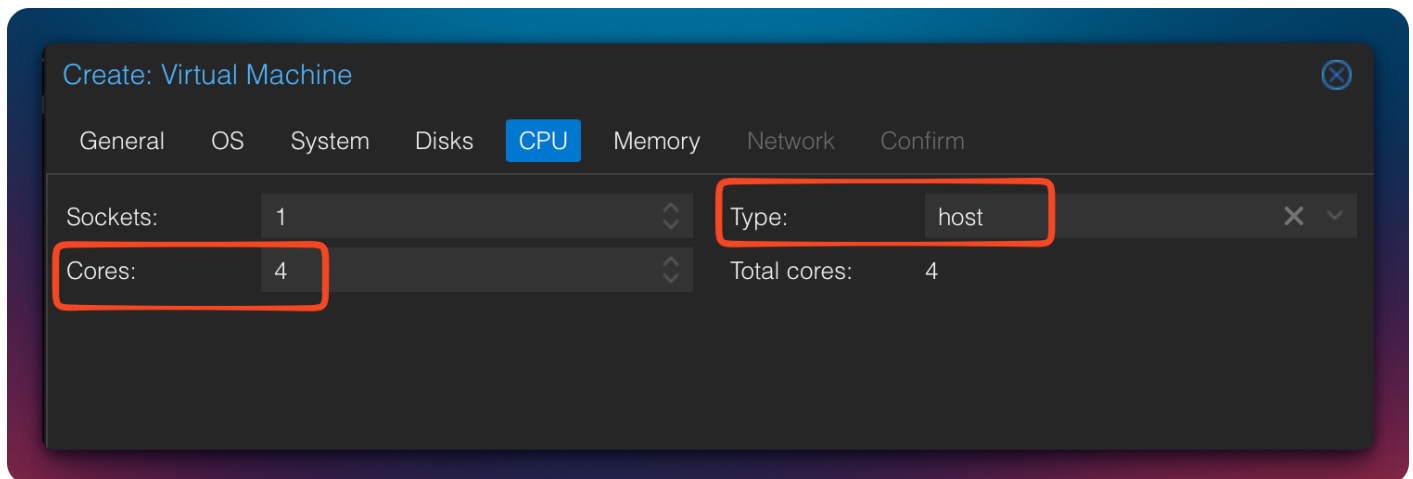 Create: Virtual Machine
General OS System Disks CPU Memory Network Confirm
Sockets: 1 Type: host
Cores: 4 Total cores: 4